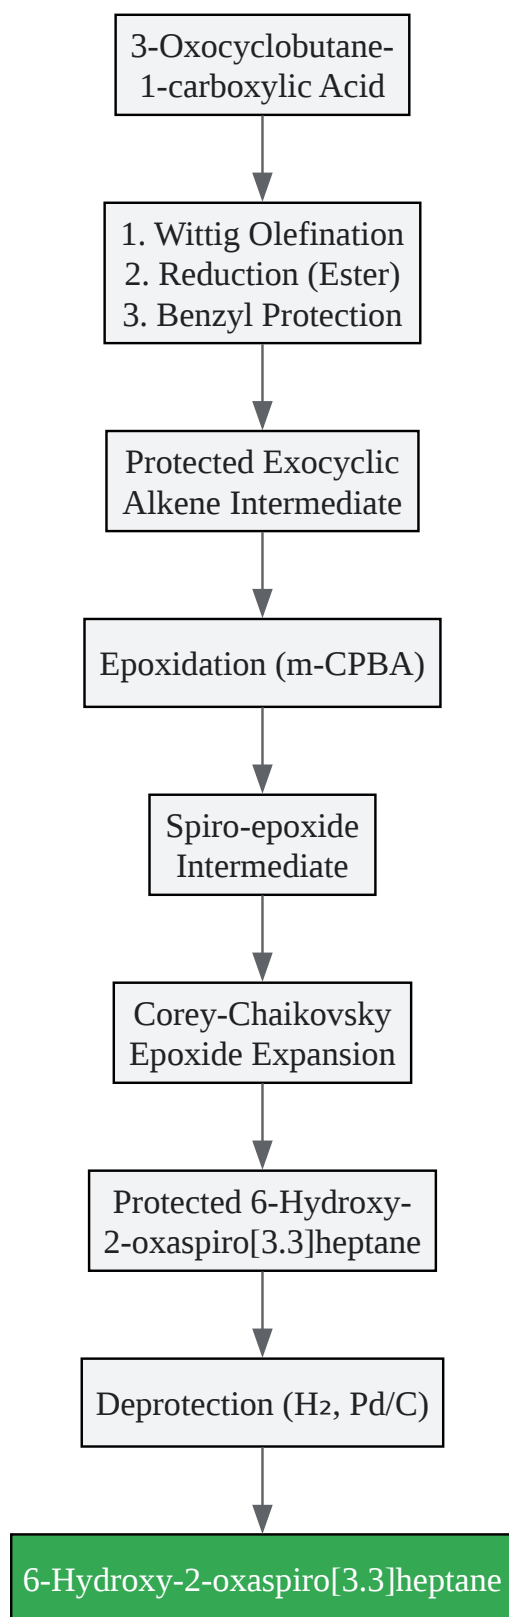 3-Oxocyclobutane-
1-carboxylic Acid
1. Wittig Olefination
2. Reduction (Ester)
3. Benzyl Protection
Protected Exocyclic
Alkene Intermediate
Epoxidation (m-CPBA)
Spiro-epoxide
Intermediate
Corey-Chaikovsky
Epoxide Expansion
Protected 6-Hydroxy-
2-oxaspiro[3.3]heptane
Deprotection (H₂, Pd/C)
6-Hydroxy-2-oxaspiro[3.3]heptane